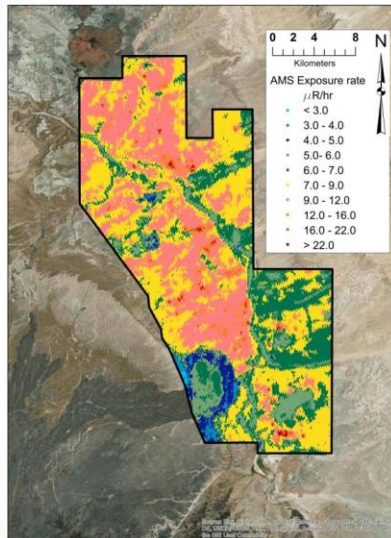 N
0 2 4 8
Kilometers
AMS Exposure rate
μR/hr
< 3.0
3.0 - 4.0
4.0 - 5.0
5.0- 6.0
6.0 - 7.0
7.0 - 9.0
9.0 - 12.0
12.0 - 16.0
16.0 - 22.0
> 22.0